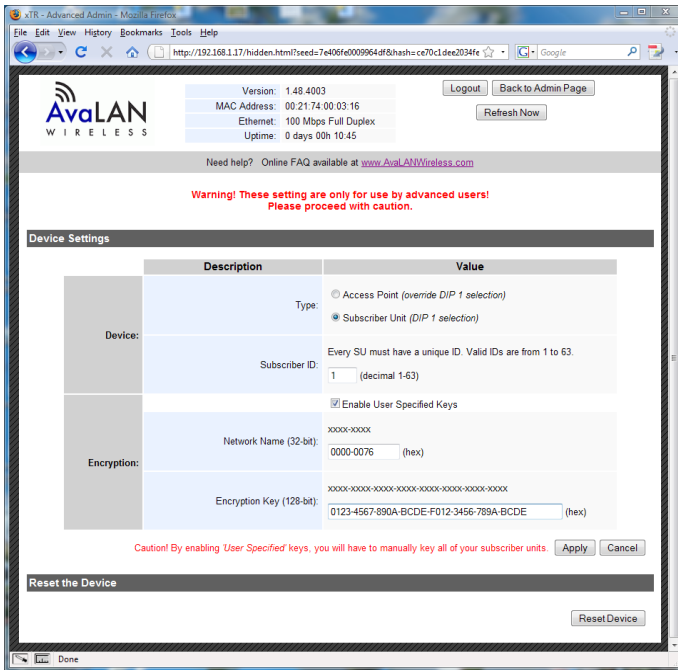 xTR - Advanced Admin - Mozilla Firefox
File Edit View History Bookmarks Tools Help
http://192.168.1.17/hidden.html?seed=7e406fe0009964df&hash=ce70c1dee2034fe
Google
AvaLAN
WIRELESS
Version: 1.48.4003
MAC Address: 00:21:74:00:03:16
Ethernet: 100 Mbps Full Duplex
Uptime: 0 days 00h 10:45
Logout Back to Admin Page
Refresh Now
Need help? Online FAQ available at www.AvaLANWireless.com
Warning! These setting are only for use by advanced users!
Please proceed with caution.
Device Settings
Description Value
Device:
Type:
Access Point (override DIP 1 selection)
Subscriber Unit (DIP 1 selection)
Subscriber ID:
Every SU must have a unique ID. Valid IDs are from 1 to 63.
1 (decimal 1-63)
Encryption:
Enable User Specified Keys
Network Name (32-bit):
xxxx-xxxx
0000-0076 (hex)
Encryption Key (128-bit):
xxxx-xxxx-xxxx-xxxx-xxxx-xxxx-xxxx-xxxx
0123-4567-890A-BCDE-F012-3456-789A-BCDE (hex)
Caution! By enabling 'User Specified' keys, you will have to manually key all of your subscriber units. Apply Cancel
Reset the Device
Reset Device
Done